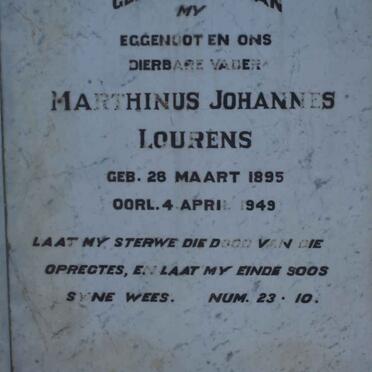 MY
EGGENOOT EN ONS
DIERBARE VADER
MARTHINUS JOHANNES
LOURENS
GEB. 28 MAART 1895
OORL. 4 APRIL 1949
LAAT MY STERWE DIE DOOD VAN DIE
OPREGTES, EN LAAT MY EINDE SOOS
SYNE WEES. NUM. 23 · 10.